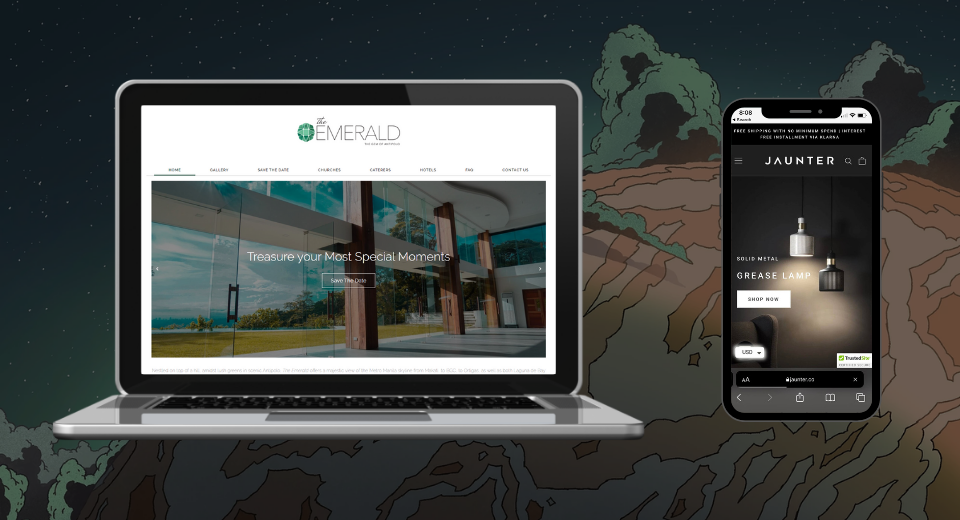 The
EMERALD
HOME GALLERY SAVE THE DATE CHURCHES CATERERS HOTELS FAQ CONTACT US
Treasure your Most Special Moments
Save The Date
8:08
Search
FREE SHIPPING WITH NO MINIMUM SPEND | INTEREST
FREE INSTALLMENT VIA KLARNA
JAUNTER
SOLID METAL
GREASE LAMP
SHOP NOW
USD
TrustedSite
AA jaunter.co